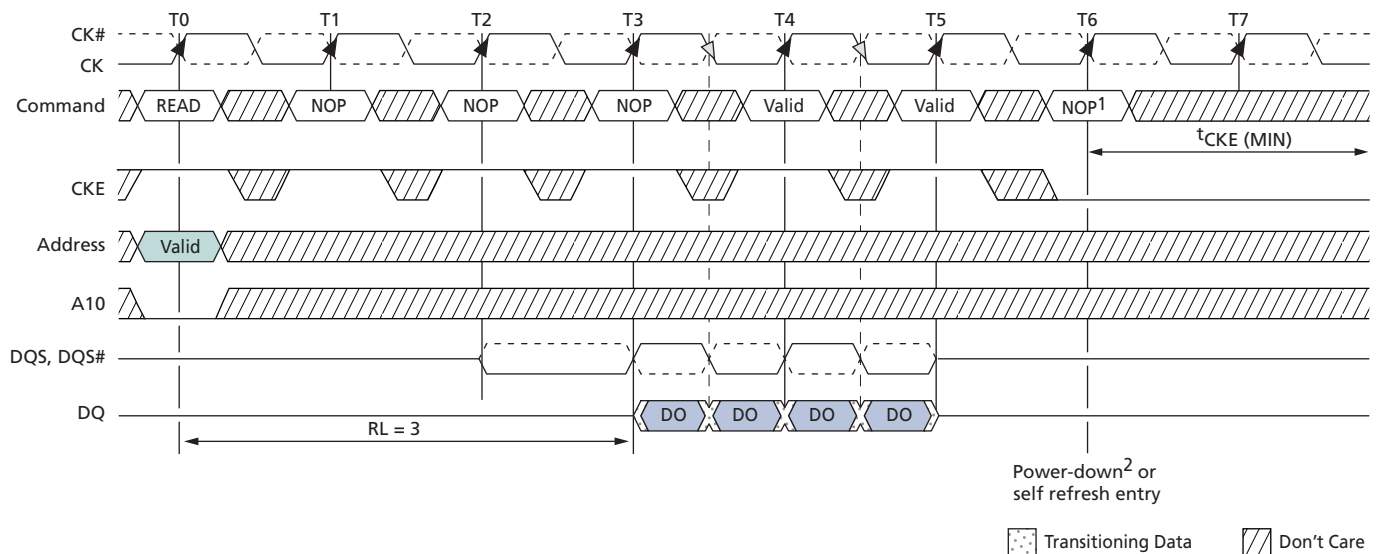 T0 T1 T2 T3 T4 T5 T6 T7
CK#
CK
Command READ NOP NOP NOP Valid Valid NOP1
tCKE (MIN)
CKE
Address Valid
A10
DQS, DQS#
DQ DO DO DO DO
RL = 3
Power-down2 or
self refresh entry
Transitioning Data Don't Care